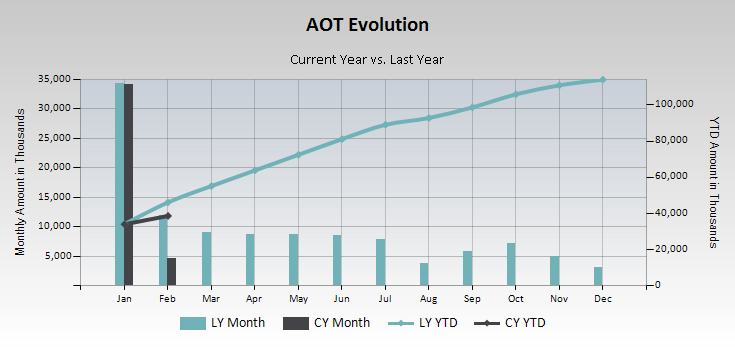 AOT Evolution
Current Year vs. Last Year
Monthly Amount in Thousands
35,000
30,000
25,000
20,000
15,000
10,000
5,000
100,000
80,000
60,000
40,000
20,000
0
YTD Amount in Thousands
Jan Feb Mar Apr May Jun Jul Aug Sep Oct Nov Dec
LY Month CY Month LY YTD CY YTD